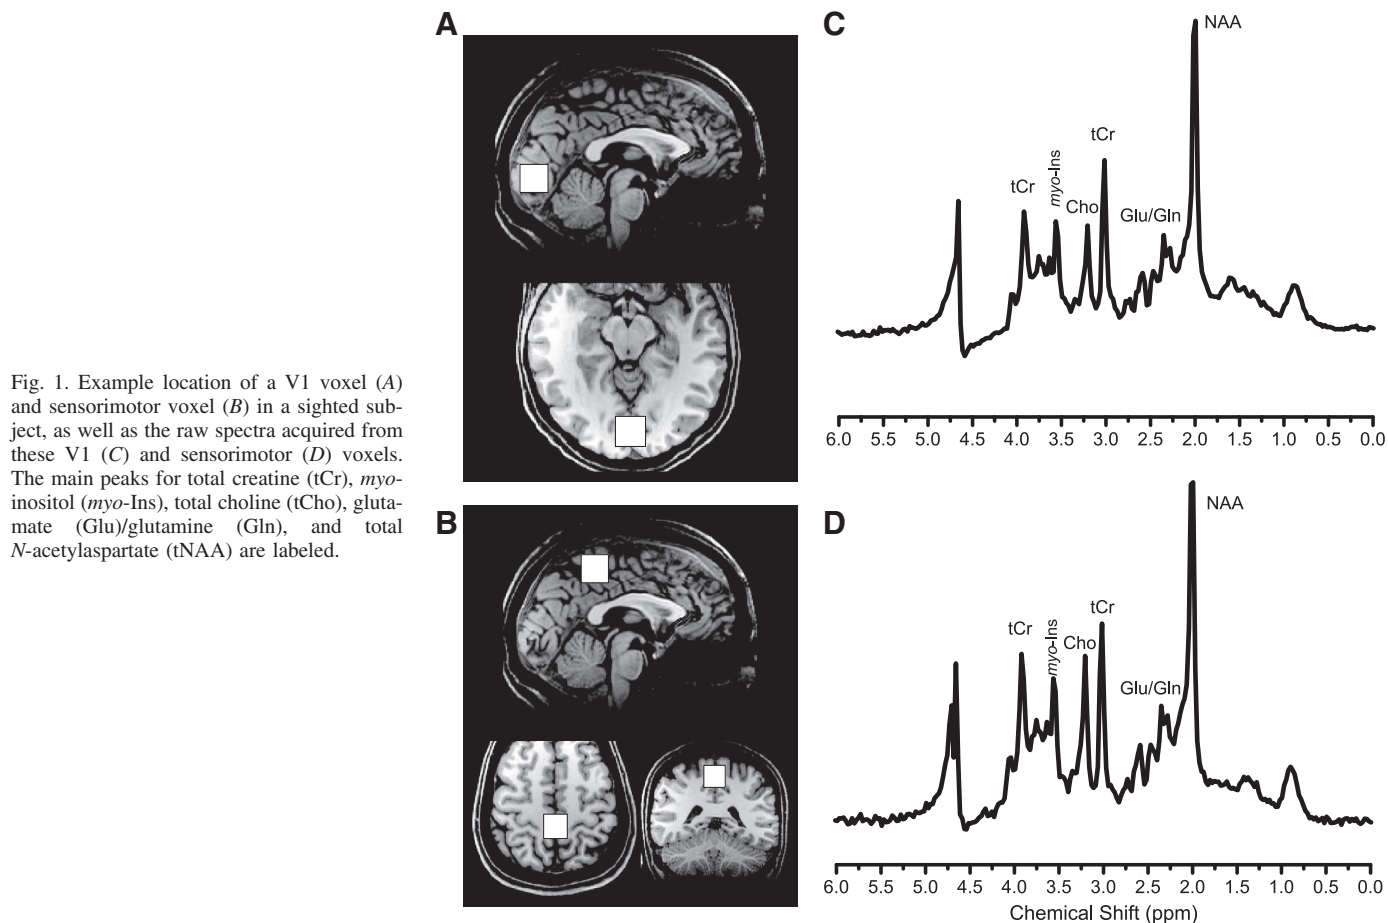 Fig. 1. Example location of a V1 voxel (A)
and sensorimotor voxel (B) in a sighted sub-
ject, as well as the raw spectra acquired from
these V1 (C) and sensorimotor (D) voxels.
The main peaks for total creatine (tCr), myo-
inositol (myo-Ins), total choline (tCho), gluta-
mate (Glu)/glutamine (Gln), and total
N-acetylaspartate (tNAA) are labeled.
A
B
C
NAA
tCr
tCr
myo-Ins
Cho
Glu/Gln
6.0 5.5 5.0 4.5 4.0 3.5 3.0 2.5 2.0 1.5 1.0 0.5 0.0
D
NAA
tCr
tCr
myo-Ins
Cho
Glu/Gln
6.0 5.5 5.0 4.5 4.0 3.5 3.0 2.5 2.0 1.5 1.0 0.5 0.0
Chemical Shift (ppm)